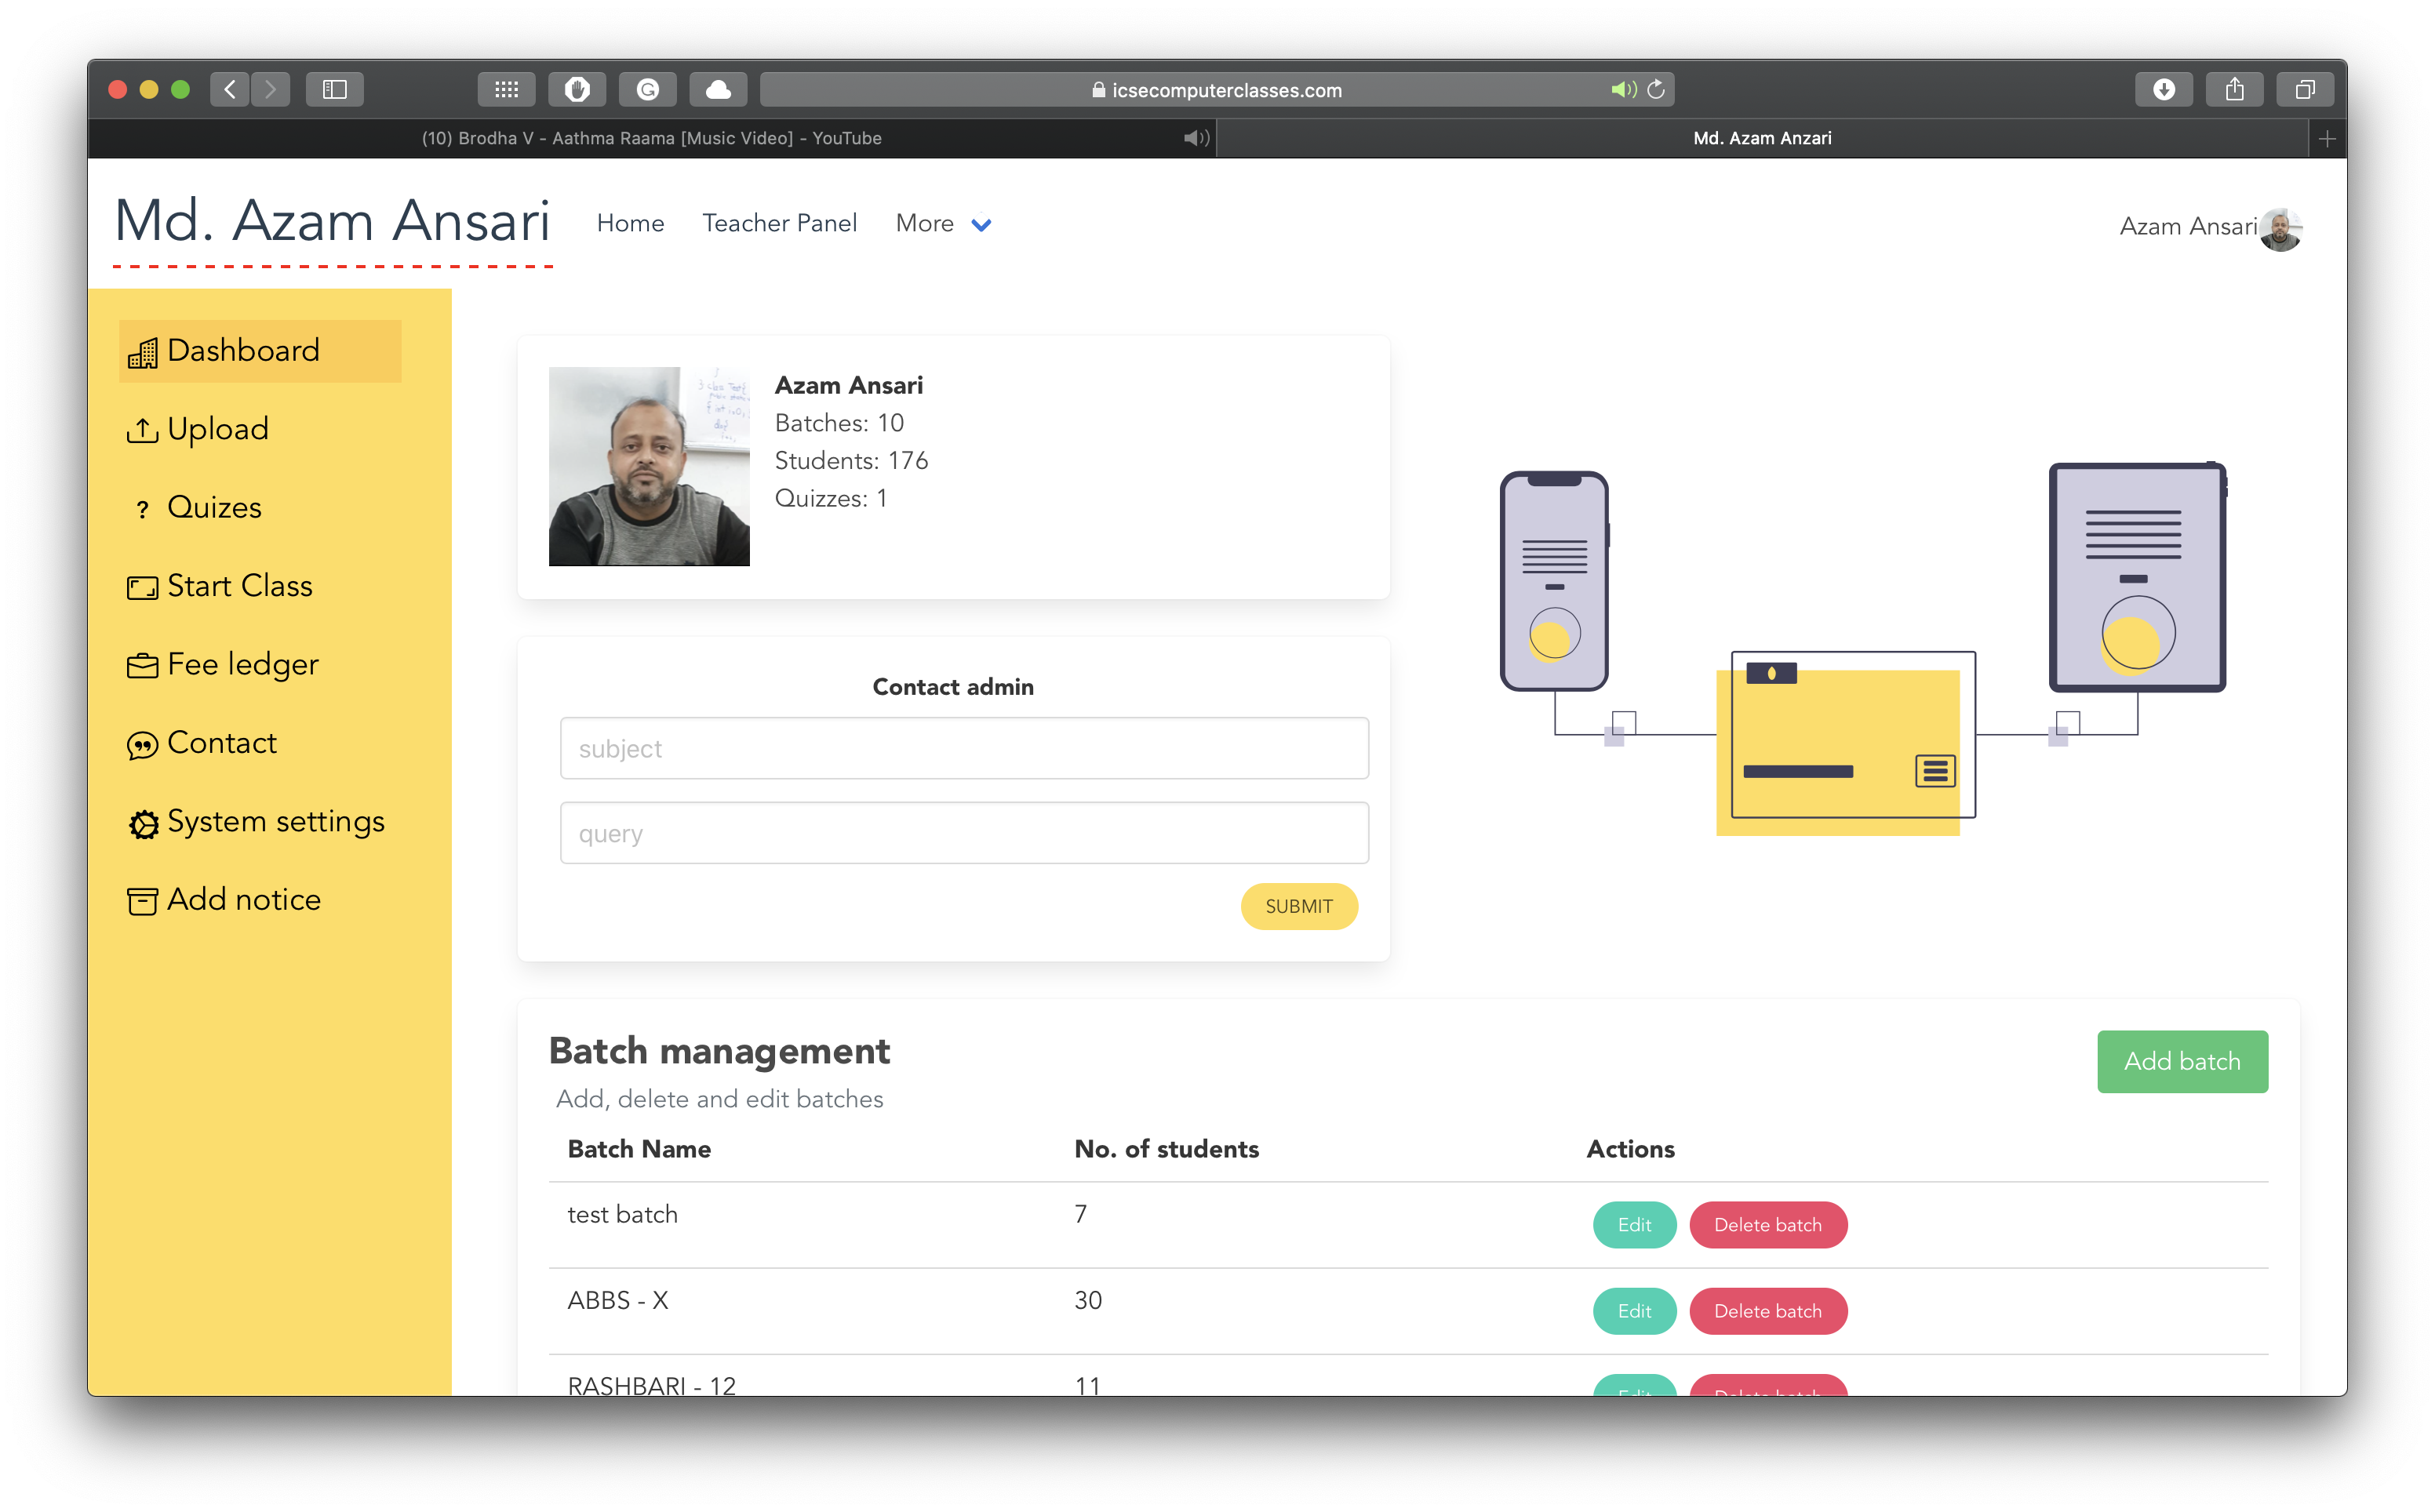 icsecomputerclasses.com
(10) Brodha V - Aathma Raama [Music Video] - YouTube
Md. Azam Anzari
Md. Azam Ansari
Home
Teacher Panel
More
Azam Ansari
Dashboard
Upload
? Quizes
Start Class
Fee ledger
Contact
System settings
Add notice
Azam Ansari
Batches: 10
Students: 176
Quizzes: 1
Contact admin
subject
query
SUBMIT
Batch management
Add batch
Add, delete and edit batches
Batch Name No. of students Actions
test batch 7 Edit Delete batch
ABBS - X 30 Edit Delete batch
RASHBARI - 12 11 Edit Delete batch